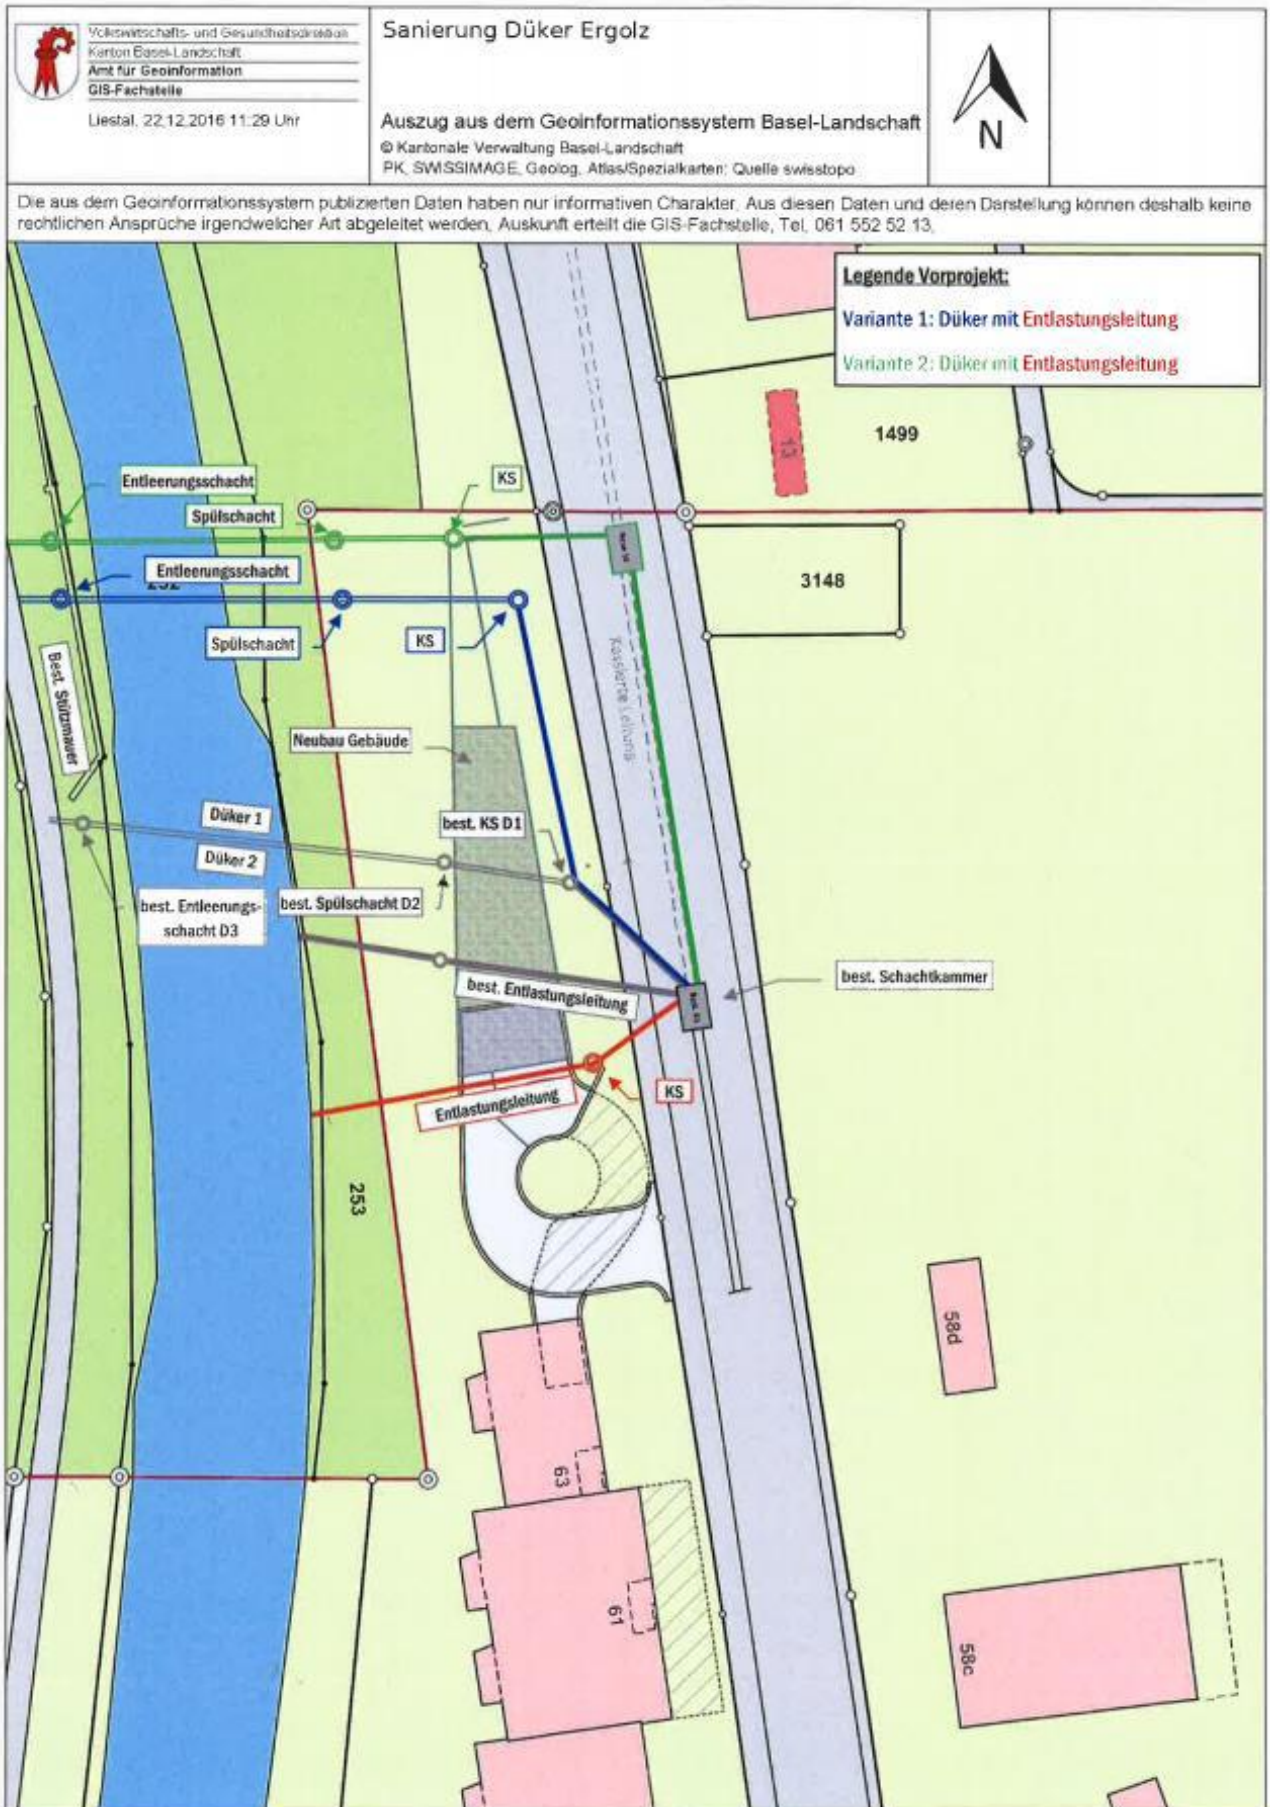 Volkswirtschafts- und Gesundheitsdirektion
Kanton Basel-Landschaft
Amt für Geoinformation
GIS-Fachstelle
Liestal, 22.12.2016 11:29 Uhr
Sanierung Düker Ergolz
Auszug aus dem Geoinformationssystem Basel-Landschaft
© Kantonale Verwaltung Basel-Landschaft
PK, SWISSIMAGE, Geolog. Atlas/Spezialkarten: Quelle swisstopo
N
Die aus dem Geoinformationssystem publizierten Daten haben nur informativen Charakter. Aus diesen Daten und deren Darstellung können deshalb keine
rechtlichen Ansprüche irgendwelcher Art abgeleitet werden. Auskunft erteilt die GIS-Fachstelle, Tel. 061 552 52 13.
Legende Vorprojekt:
Variante 1: Düker mit Entlastungsleitung
Variante 2: Düker mit Entlastungsleitung
1499
13
Entleerungsschacht
KS
Spülschacht
Entleerungsschacht
3148
Spülschacht
KS
Kassierte Leitung
Best. Stützmauer
Neubau Gebäude
Düker 1
best. KS D1
Düker 2
best. Entleerungs-
schacht D3
best. Spülschacht D2
best. Schachtkammer
best. Entlastungsleitung
KS
Entlastungsleitung
253
58d
63
61
58c